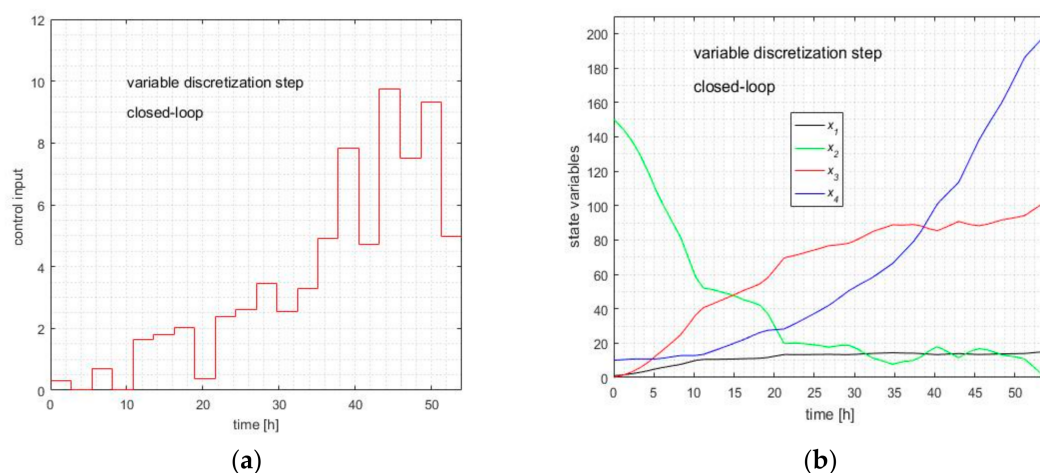 12
10
8
6
4
2
0
control input
variable discretization step
closed-loop
0 10 20 30 40 50
time [h]
(a)
200
180
160
140
120
100
80
60
40
20
0
state variables
variable discretization step
closed-loop
x1
x2
x3
x4
0 5 10 15 20 25 30 35 40 45 50
time [h]
(b)